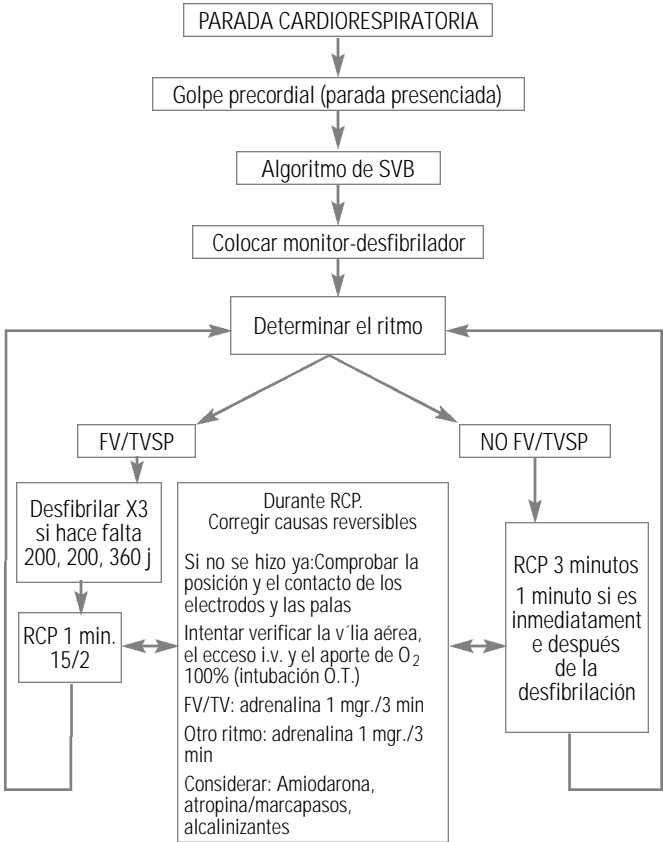 PARADA CARDIORESPIRATORIA
Golpe precordial (parada presenciada)
Algoritmo de SVB
Colocar monitor-desfibrilador
Determinar el ritmo
FV/TVSP
NO FV/TVSP
Desfibrilar X3
si hace falta
200, 200, 360 j
RCP 1 min.
15/2
Durante RCP.
Corregir causas reversibles
Si no se hizo ya:Comprobar la
posición y el contacto de los
electrodos y las palas
Intentar verificar la v´lia aérea,
el ecceso i.v. y el aporte de O2
100% (intubación O.T.)
FV/TV: adrenalina 1 mgr./3 min
Otro ritmo: adrenalina 1 mgr./3
min
Considerar: Amiodarona,
atropina/marcapasos,
alcalinizantes
RCP 3 minutos
1 minuto si es
inmediatament
e después
de la
desfibrilación